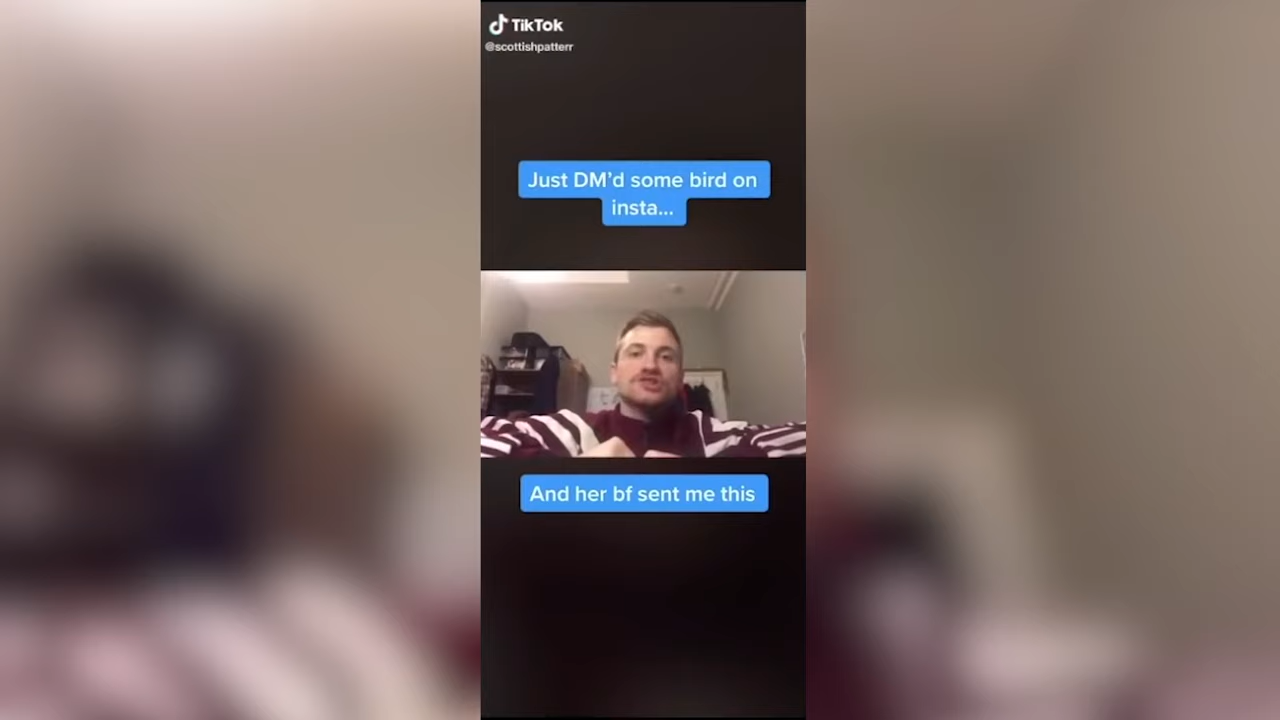 TikTok
@scottishpatterr
Just DM’d some bird on
insta...
And her bf sent me this